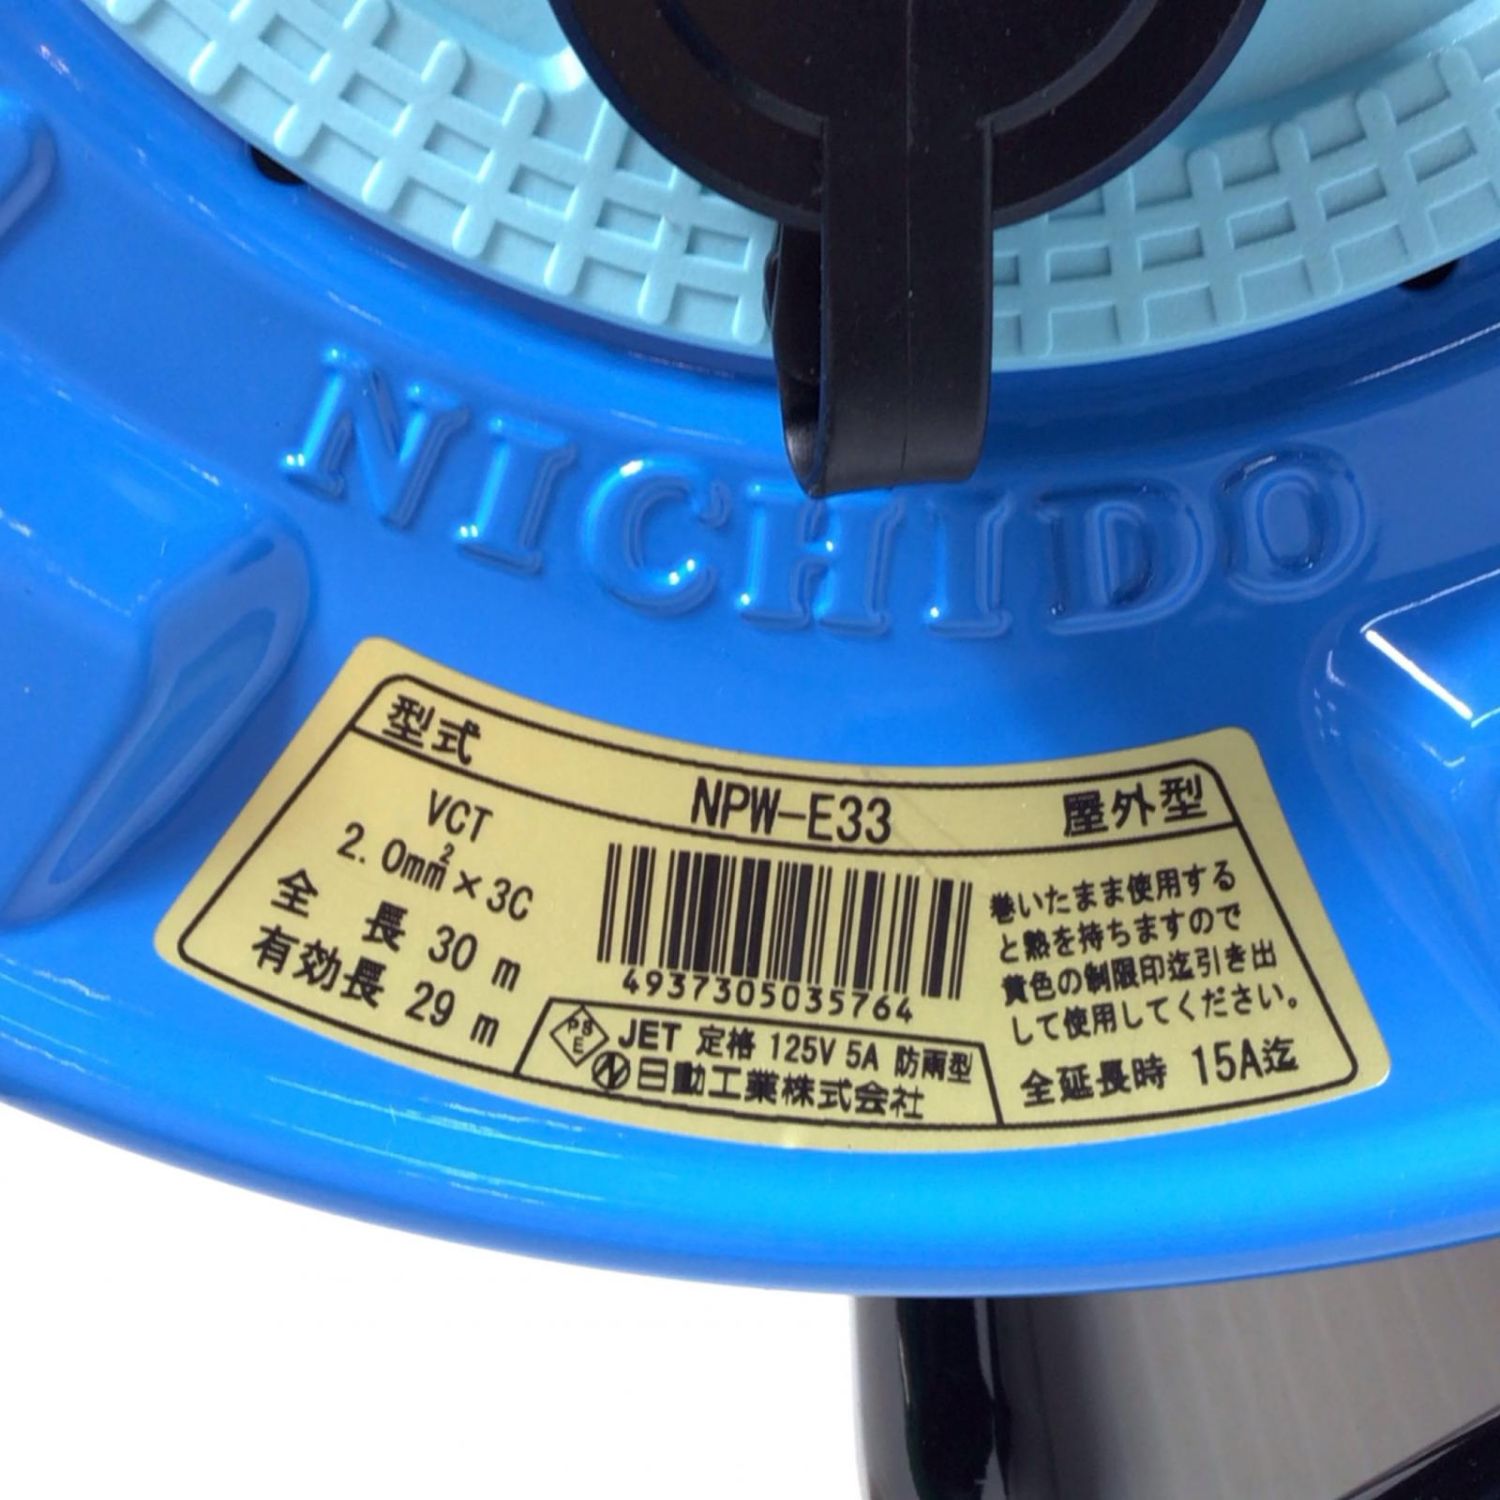 NICHIDO
型式 NPW-E33 屋外型
VCT
2.0mm²×3C
全 長 30 m
有効長 29 m
4937305035764
巻いたまま使用する
と熱を持ちますので
黄色の制限印迄引き出
して使用してください。
全延長時 15A迄
PSE JET 定格 125V 5A 防雨型
N 日動工業株式会社